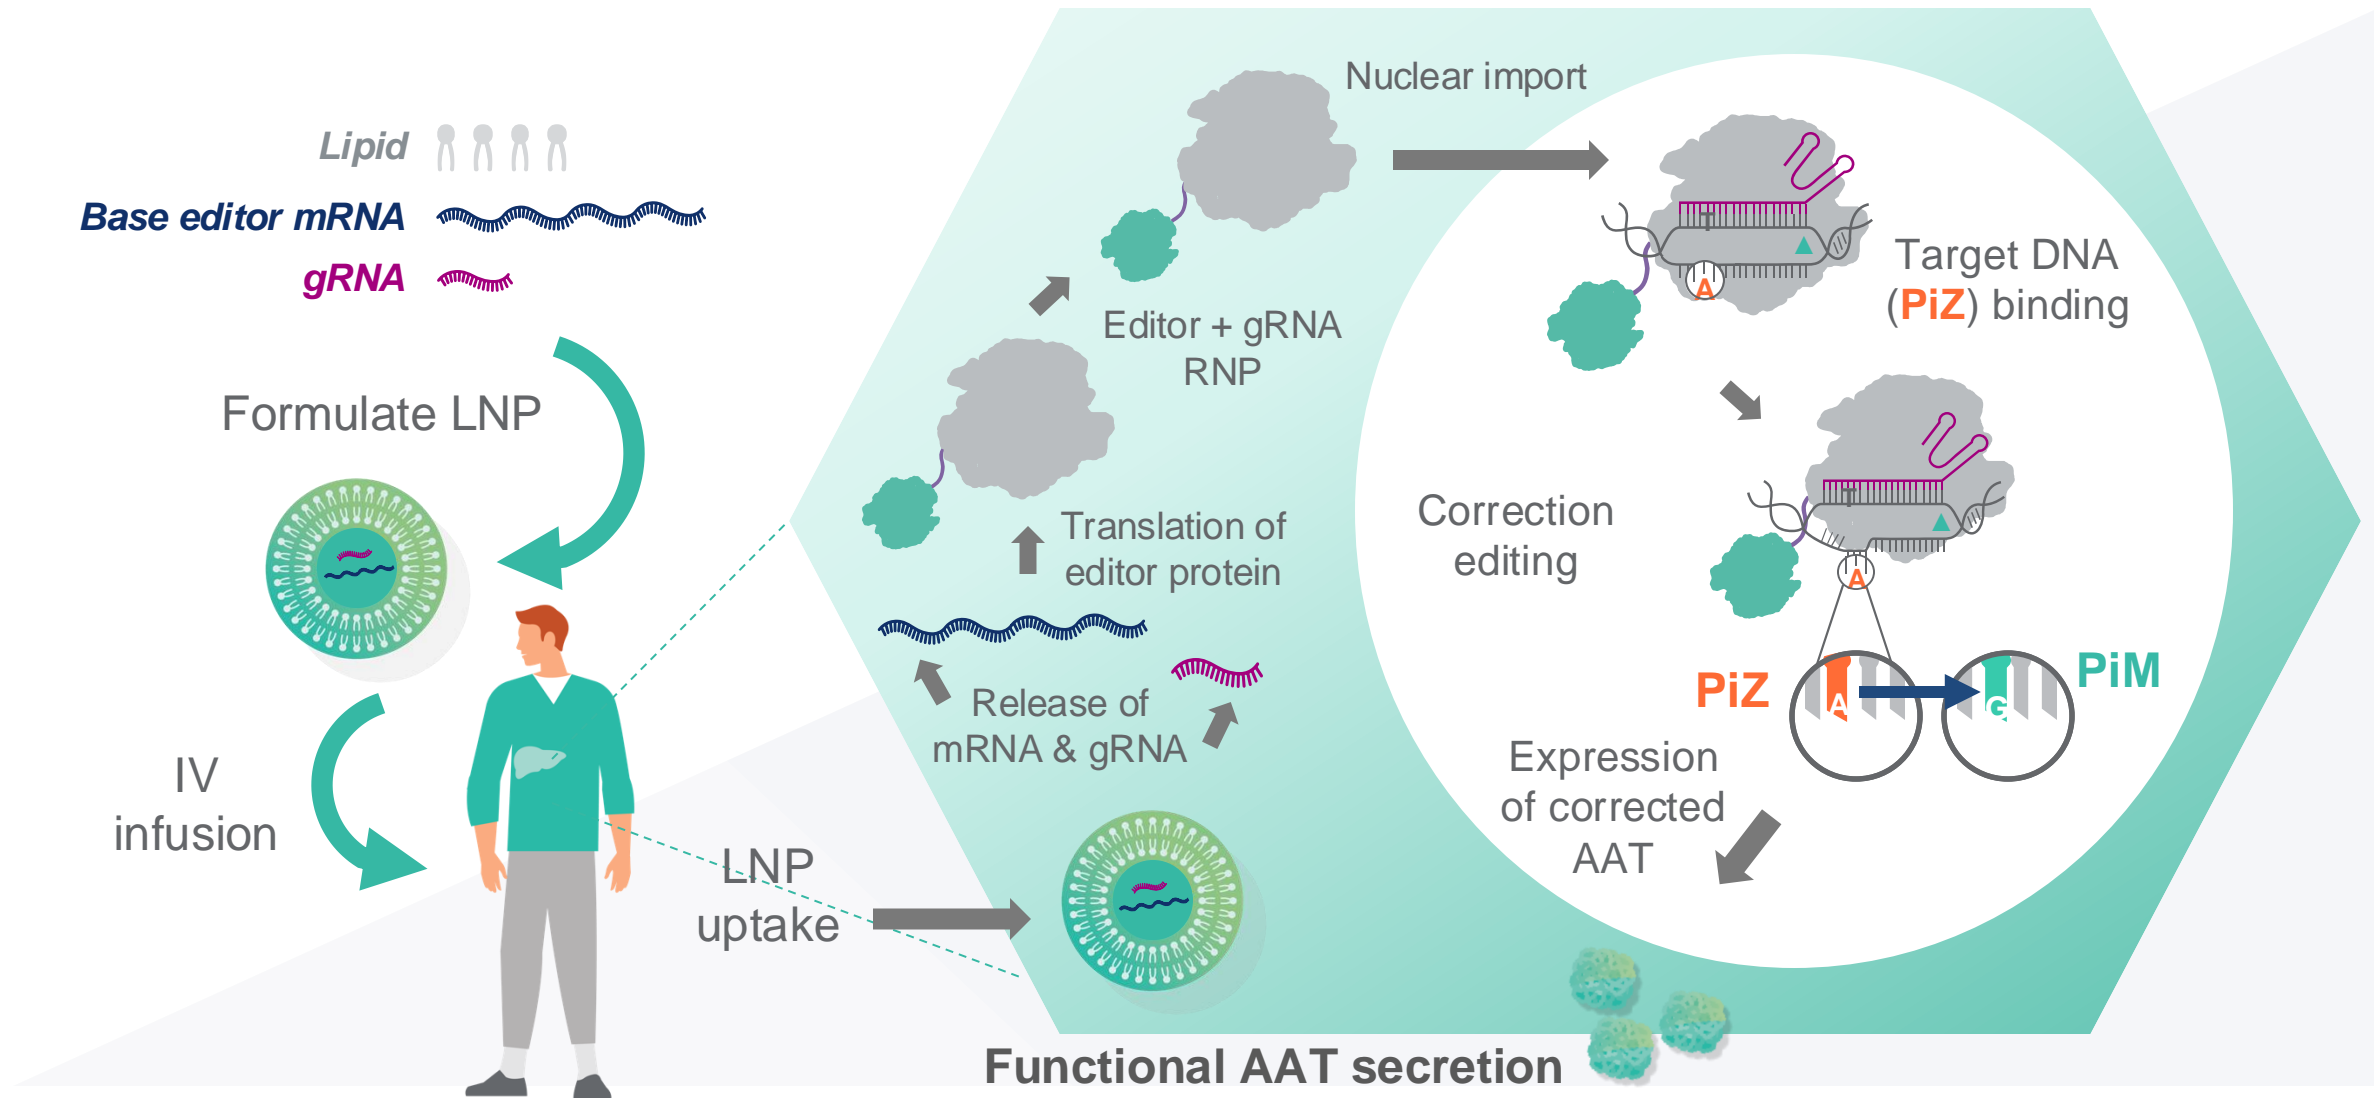 Lipid
Base editor mRNA
gRNA
Formulate LNP
IV
infusion
LNP
uptake
Release of
mRNA & gRNA
Translation of
editor protein
Editor + gRNA
RNP
Nuclear import
T
A
Target DNA
(PiZ) binding
Correction
editing
T
A
PiZ
A
G
PiM
Expression
of corrected
AAT
Functional AAT secretion